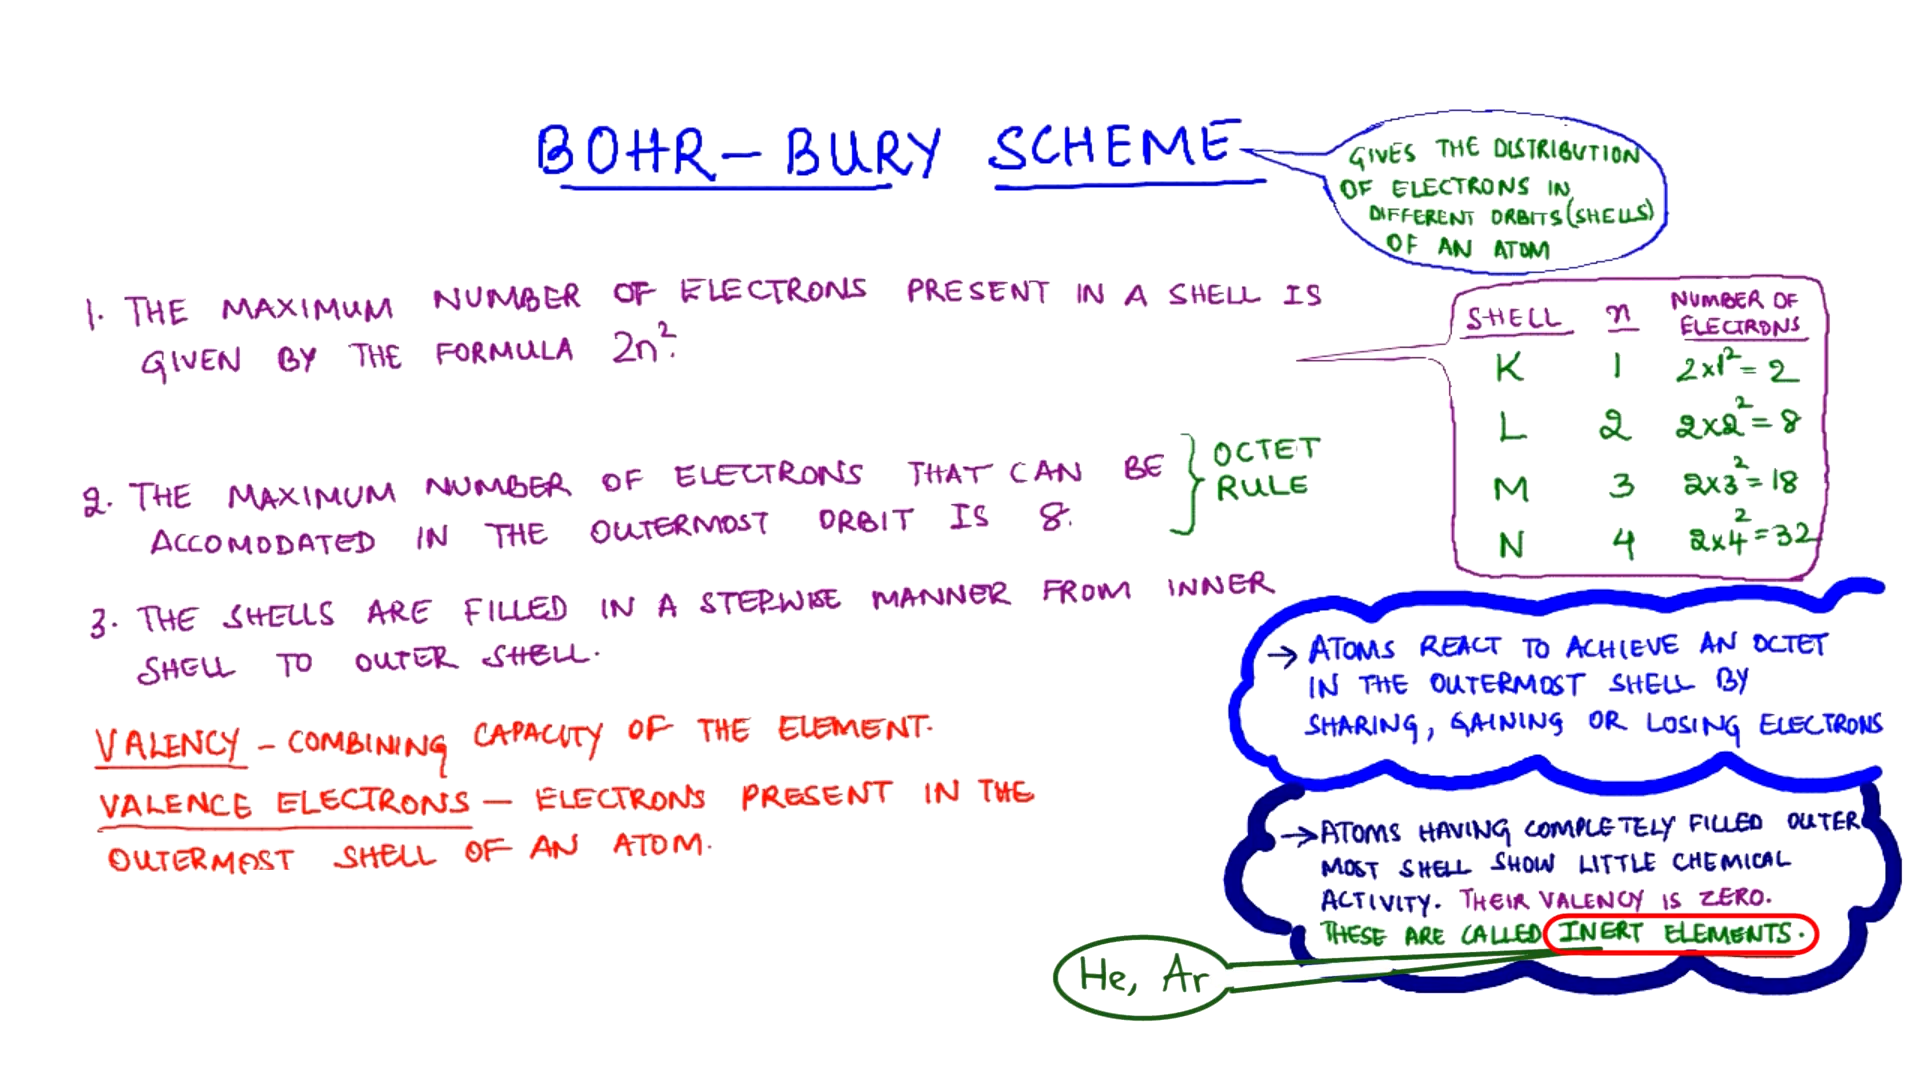 BOHR-BURY SCHEME
GIVES THE DISTRIBUTION
OF ELECTRONS IN
DIFFERENT ORBITS (SHELLS)
OF AN ATOM
1. THE MAXIMUM NUMBER OF ELECTRONS PRESENT IN A SHELL IS
GIVEN BY THE FORMULA 2n².
SHELL n NUMBER OF
ELECTRONS
K 1 2x1²=2
L 2 2x2²=8
M 3 2x3²=18
N 4 2x4²=32
2. THE MAXIMUM NUMBER OF ELECTRONS THAT CAN BE
ACCOMODATED IN THE OUTERMOST ORBIT IS 8.
OCTET
RULE
3. THE SHELLS ARE FILLED IN A STEPWISE MANNER FROM INNER
SHELL TO OUTER SHELL.
VALENCY - COMBINING CAPACITY OF THE ELEMENT.
VALENCE ELECTRONS - ELECTRONS PRESENT IN THE
OUTERMOST SHELL OF AN ATOM.
→ ATOMS REACT TO ACHIEVE AN OCTET
IN THE OUTERMOST SHELL BY
SHARING, GAINING OR LOSING ELECTRONS
→ ATOMS HAVING COMPLETELY FILLED OUTER
MOST SHELL SHOW LITTLE CHEMICAL
ACTIVITY. THEIR VALENCY IS ZERO.
THESE ARE CALLED INERT ELEMENTS.
He, Ar